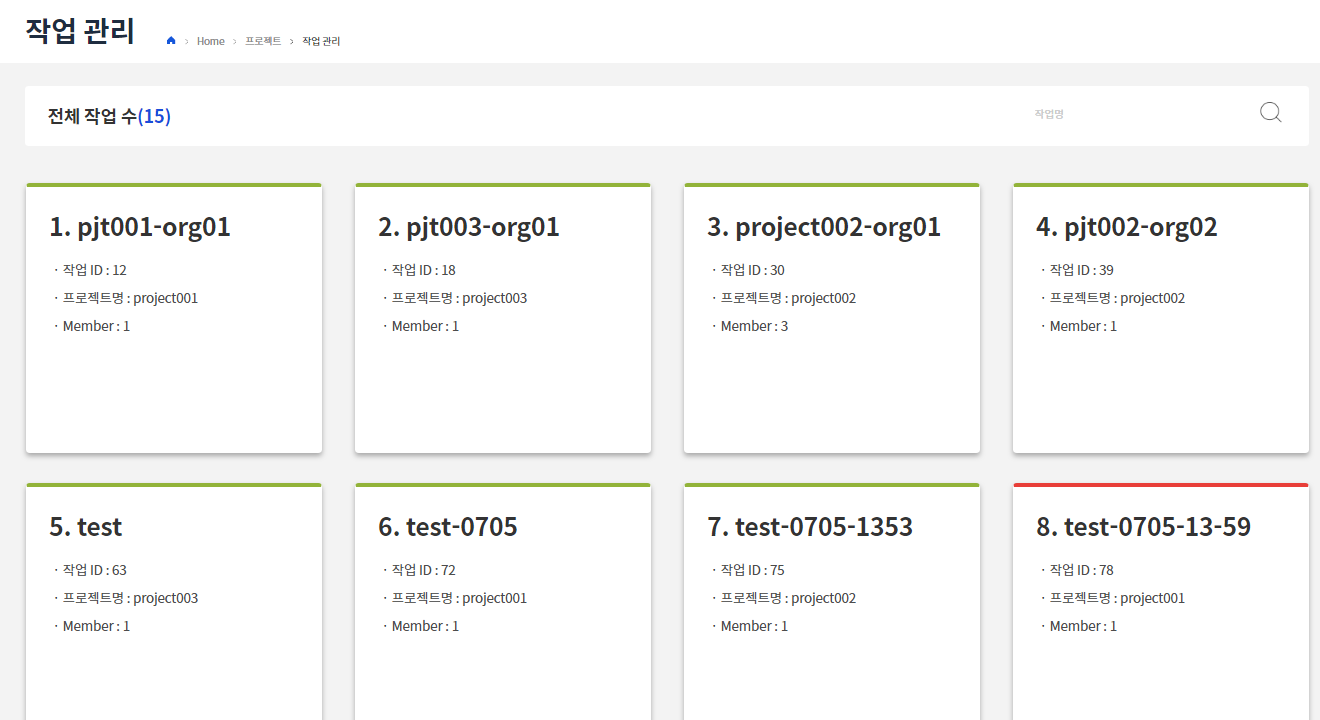 작업 관리
Home > 프로젝트 > 작업 관리
전체 작업 수(15)
작업명
1. pjt001-org01
· 작업 ID : 12
· 프로젝트명 : project001
· Member : 1
2. pjt003-org01
· 작업 ID : 18
· 프로젝트명 : project003
· Member : 1
3. project002-org01
· 작업 ID : 30
· 프로젝트명 : project002
· Member : 3
4. pjt002-org02
· 작업 ID : 39
· 프로젝트명 : project002
· Member : 1
5. test
· 작업 ID : 63
· 프로젝트명 : project003
· Member : 1
6. test-0705
· 작업 ID : 72
· 프로젝트명 : project001
· Member : 1
7. test-0705-1353
· 작업 ID : 75
· 프로젝트명 : project002
· Member : 1
8. test-0705-13-59
· 작업 ID : 78
· 프로젝트명 : project001
· Member : 1